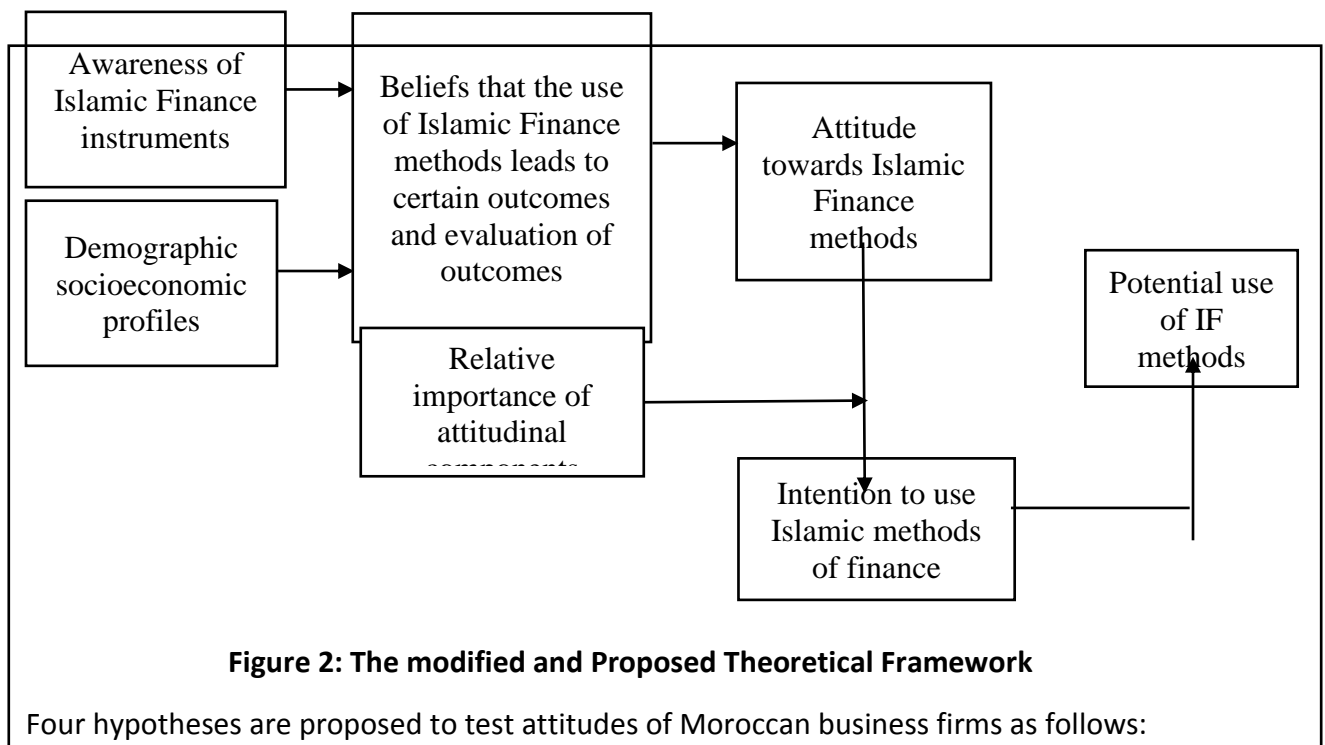 Awareness of
Islamic Finance
instruments
Demographic
socioeconomic
profiles
Beliefs that the use
of Islamic Finance
methods leads to
certain outcomes
and evaluation of
outcomes
Relative
importance of
attitudinal
Attitude
towards Islamic
Finance
methods
Intention to use
Islamic methods
of finance
Potential use
of IF
methods
Figure 2: The modified and Proposed Theoretical Framework
Four hypotheses are proposed to test attitudes of Moroccan business firms as follows: